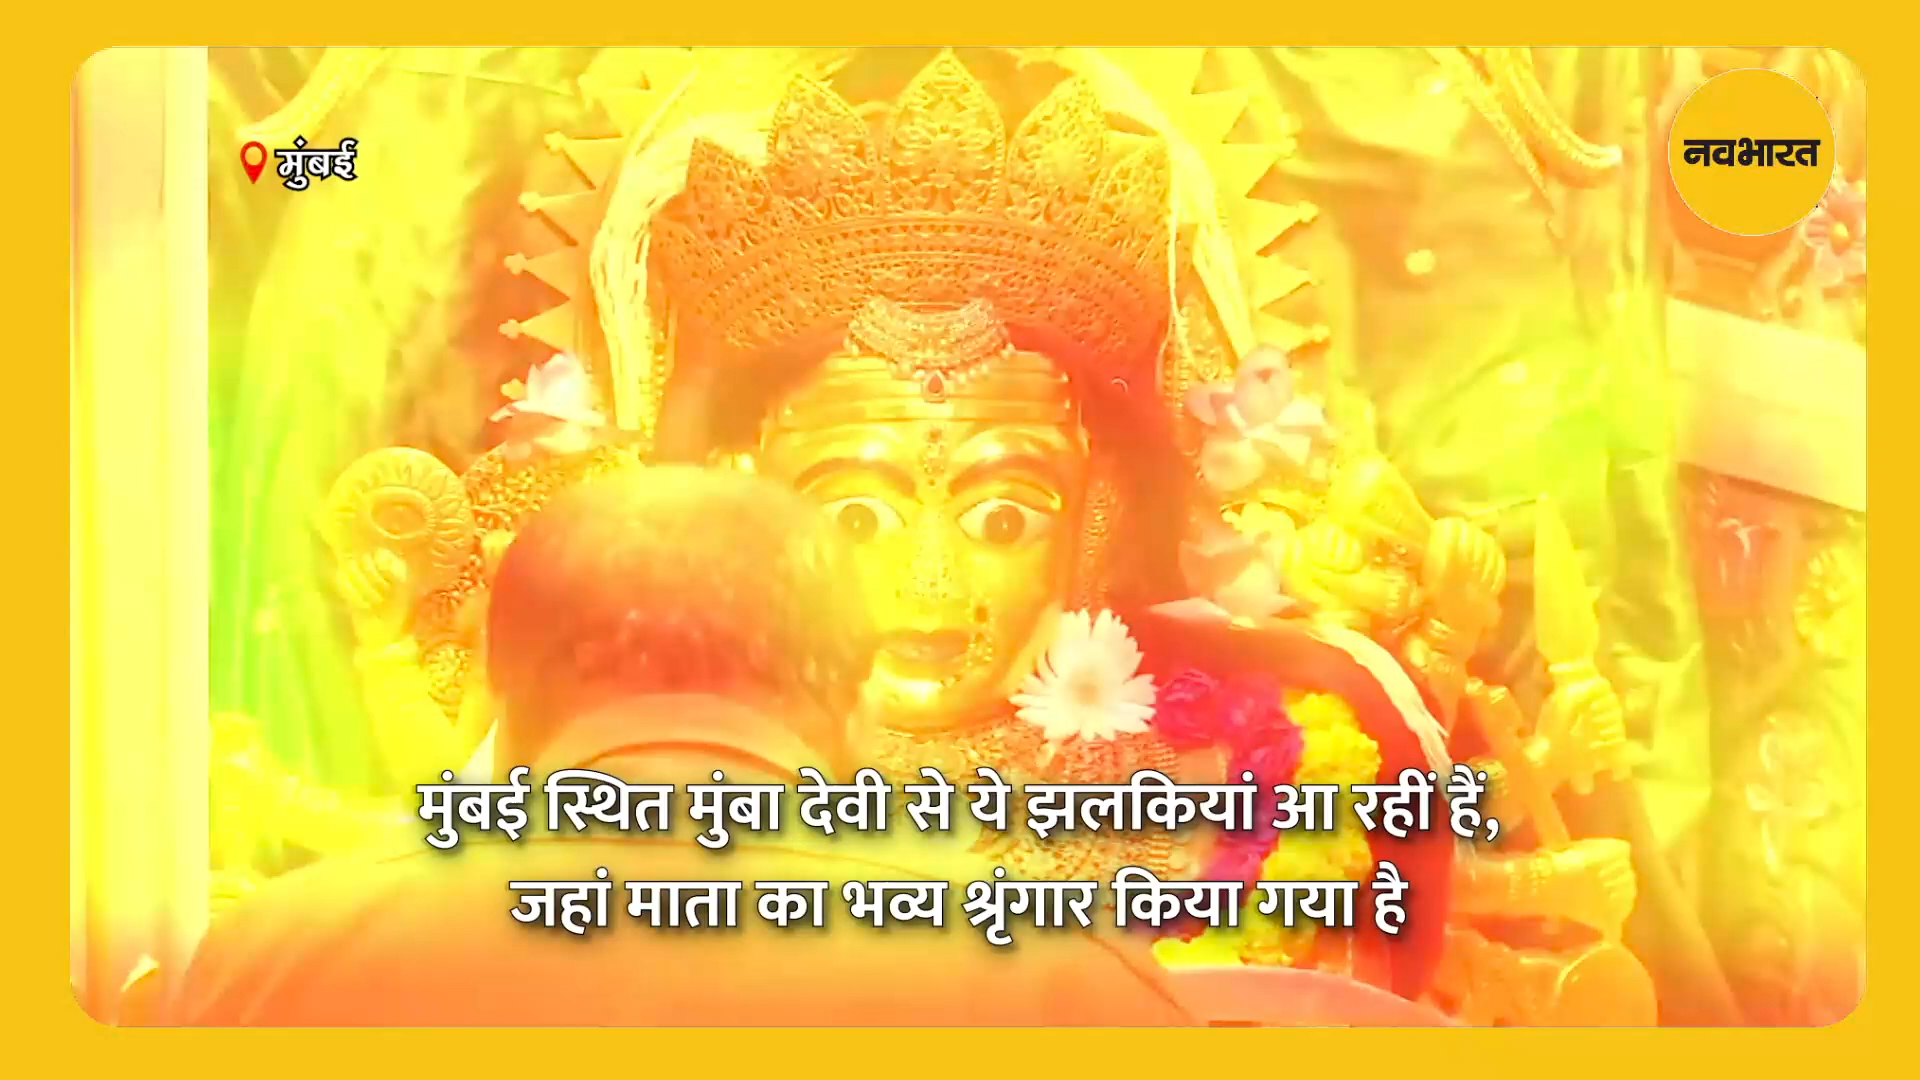 मुंबई
नवभारत
मुंबई स्थित मुंबा देवी से ये झलकियां आ रहीं हैं,
जहां माता का भव्य श्रृंगार किया गया है